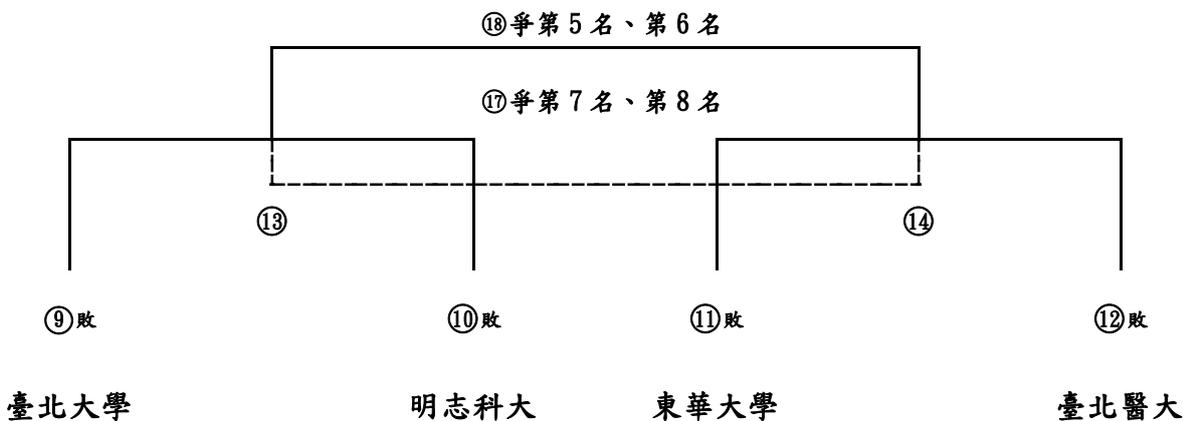 ⑱爭第5名、第6名
⑰爭第7名、第8名
⑬ ⑭
⑨敗 ⑩敗 ⑪敗 ⑫敗
臺北大學 明志科大 東華大學 臺北醫大